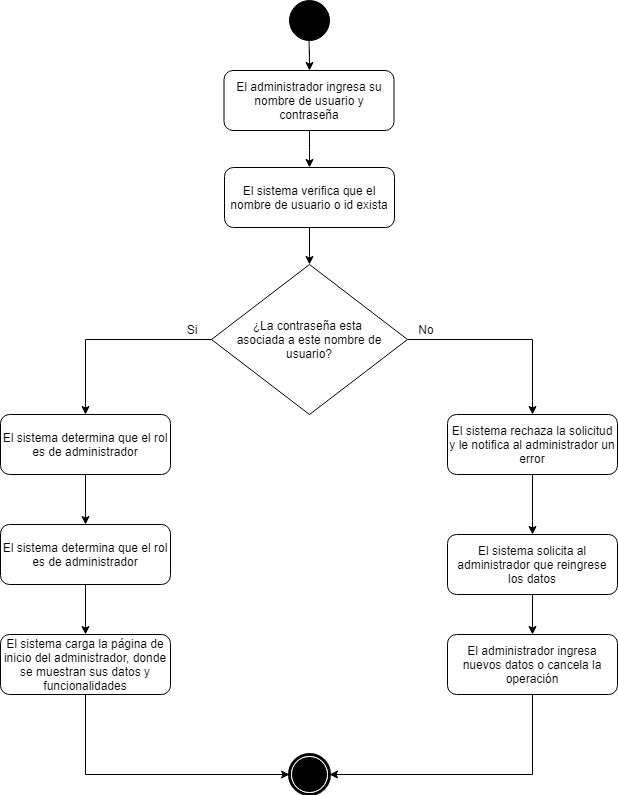 El administrador ingresa su
nombre de usuario y
contraseña
El sistema verifica que el
nombre de usuario o id exista
¿La contraseña esta
asociada a este nombre de
usuario?
Si
No
El sistema determina que el rol
es de administrador
El sistema rechaza la solicitud
y le notifica al administrador un
error
El sistema determina que el rol
es de administrador
El sistema solicita al
administrador que reingrese
los datos
El sistema carga la página de
inicio del administrador, donde
se muestran sus datos y
funcionalidades
El administrador ingresa
nuevos datos o cancela la
operación